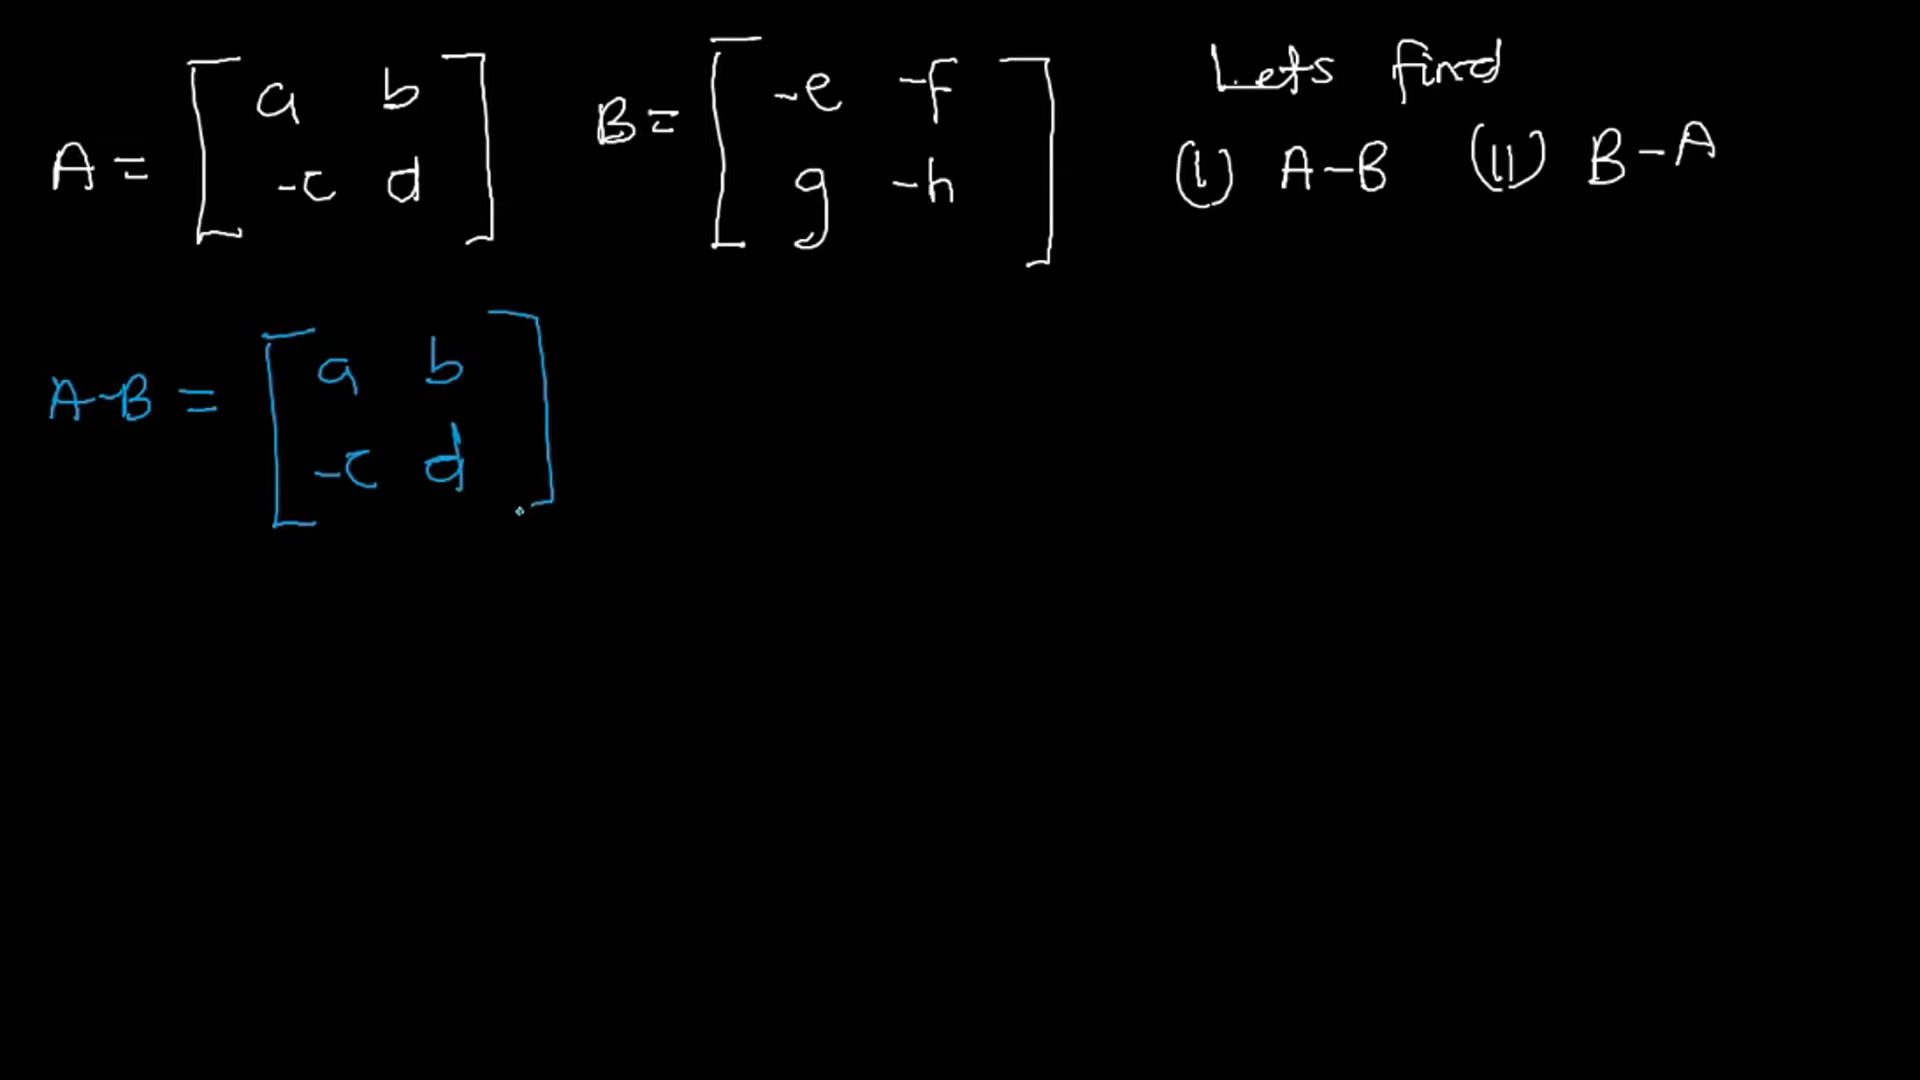 A = [ a b B = [ -e -f Lets find
-c d ] g -h ] (i) A-B (ii) B-A
A-B = [ a b
-c d ]